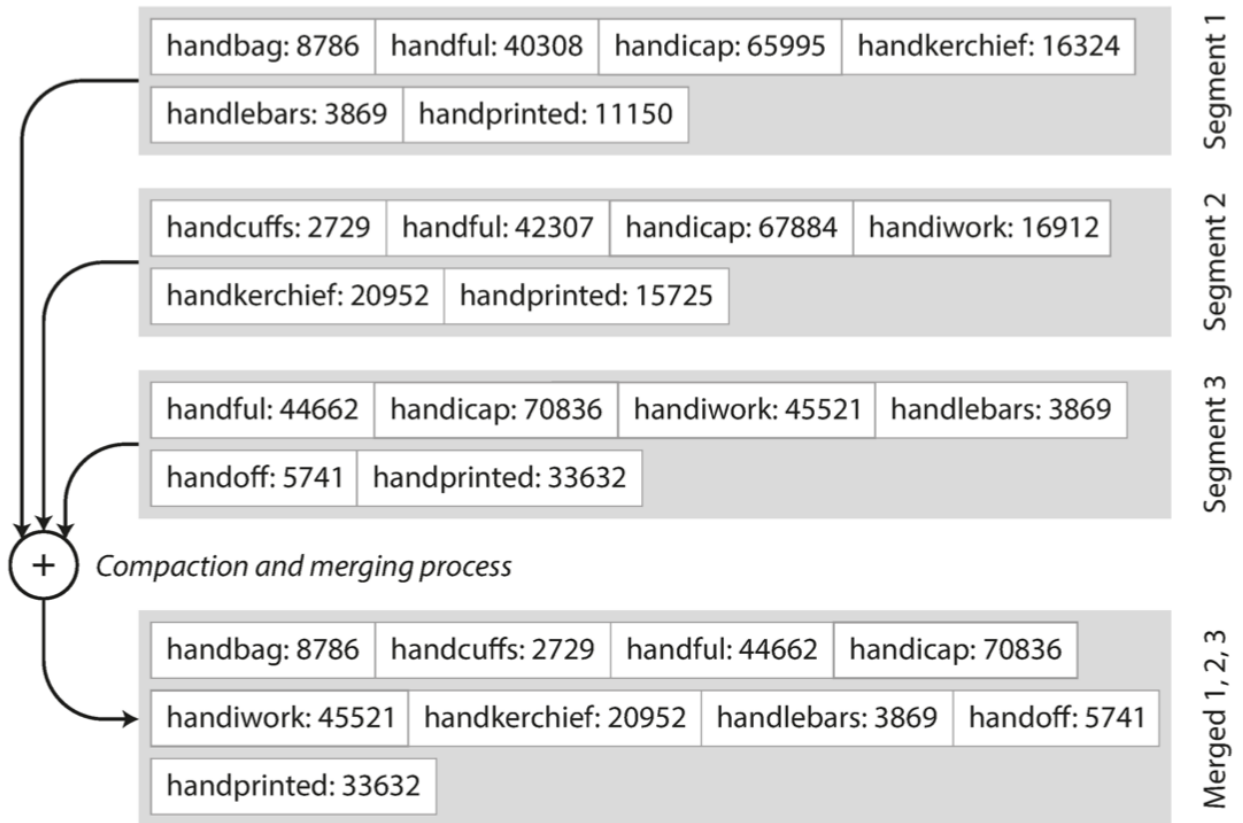 handbag: 8786 handful: 40308 handicap: 65995 handkerchief: 16324
handlebars: 3869 handprinted: 11150
Segment 1
handcuffs: 2729 handful: 42307 handicap: 67884 handiwork: 16912
handkerchief: 20952 handprinted: 15725
Segment 2
handful: 44662 handicap: 70836 handiwork: 45521 handlebars: 3869
handoff: 5741 handprinted: 33632
Segment 3
+ Compaction and merging process
handbag: 8786 handcuffs: 2729 handful: 44662 handicap: 70836
handiwork: 45521 handkerchief: 20952 handlebars: 3869 handoff: 5741
handprinted: 33632
Merged 1, 2, 3